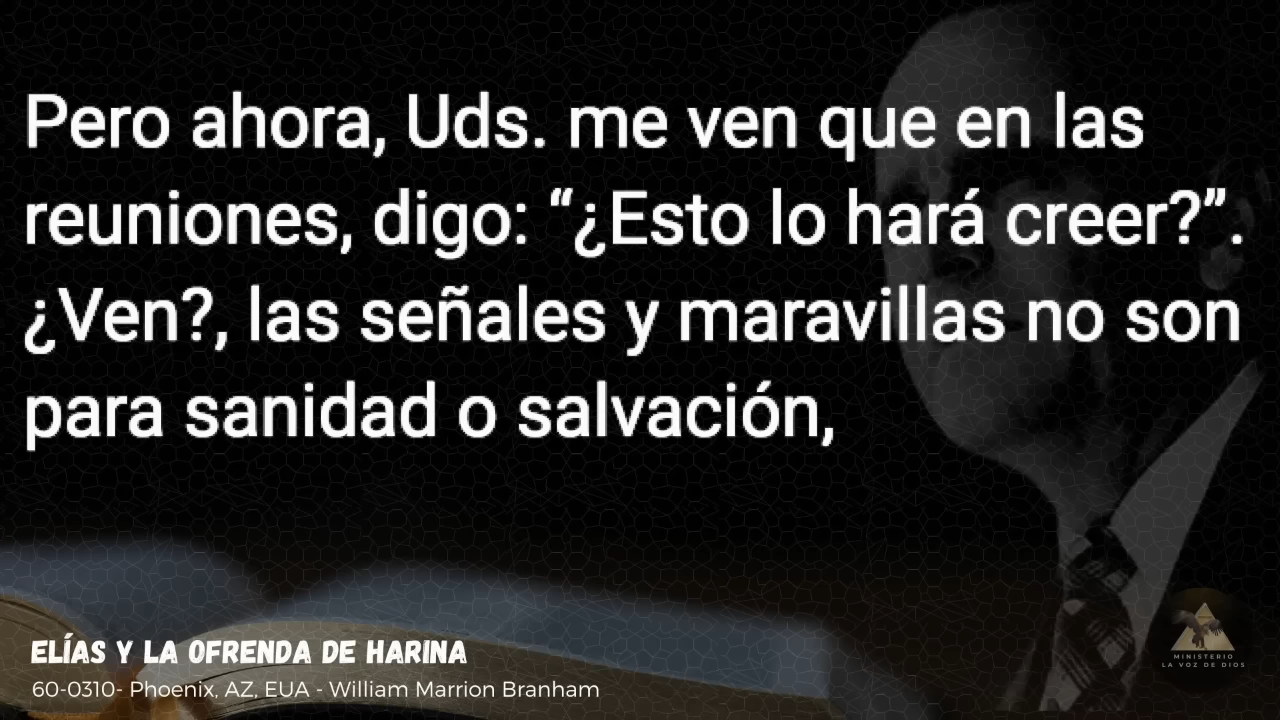 Pero ahora, Uds. me ven que en las
reuniones, digo: “¿Esto lo hará creer?”.
¿Ven?, las señales y maravillas no son
para sanidad o salvación,
ELÍAS Y LA OFRENDA DE HARINA
60-0310- Phoenix, AZ, EUA - William Marrion Branham
MINISTERIO
LA VOZ DE DIOS